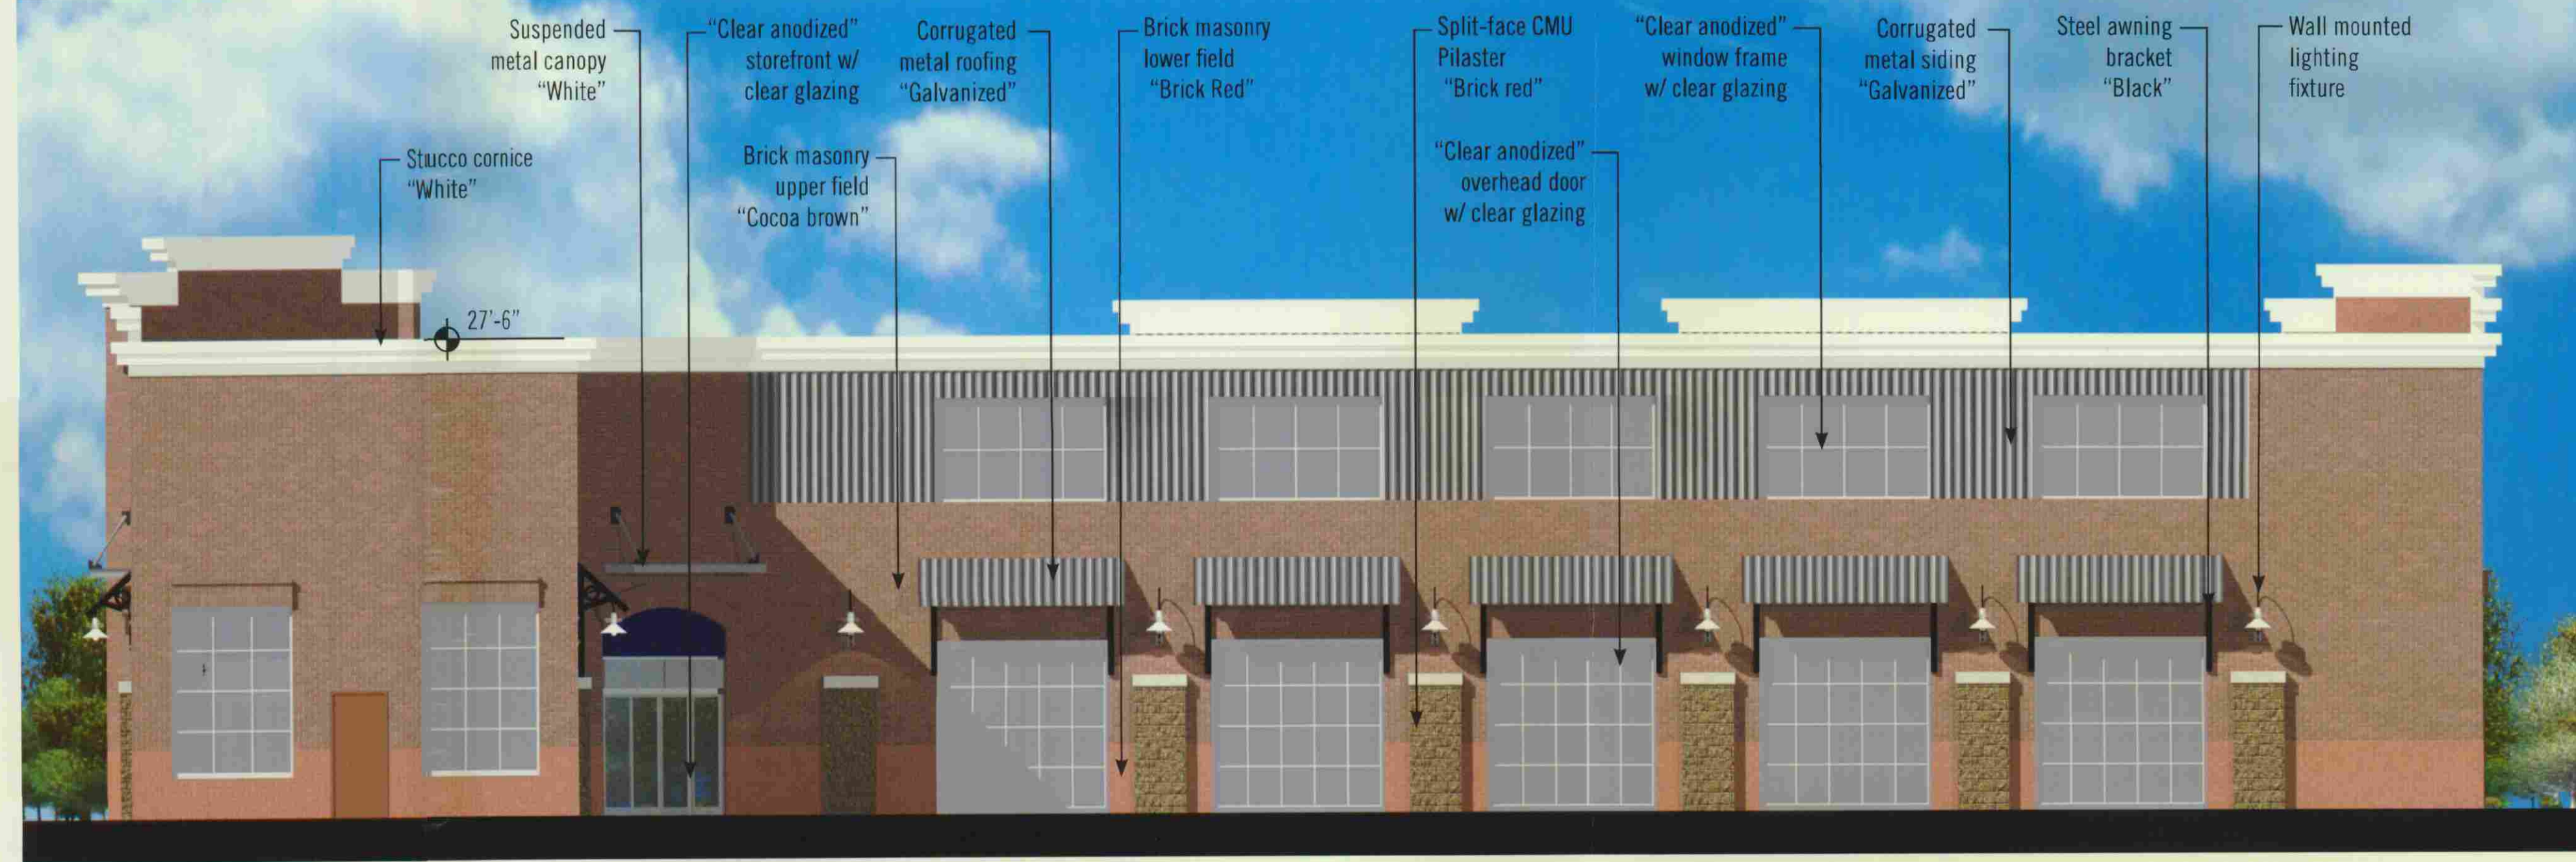 Suspended
metal canopy
“White”
“Clear anodized”
storefront w/
clear glazing
Corrugated
metal roofing
“Galvanized”
Brick masonry
lower field
“Brick Red”
Split-face CMU
Pilaster
“Brick red”
“Clear anodized”
window frame
w/ clear glazing
Corrugated
metal siding
“Galvanized”
Steel awning
bracket
“Black”
Wall mounted
lighting
fixture
Stucco cornice
“White”
Brick masonry
upper field
“Cocoa brown”
“Clear anodized”
overhead door
w/ clear glazing
27'-6”